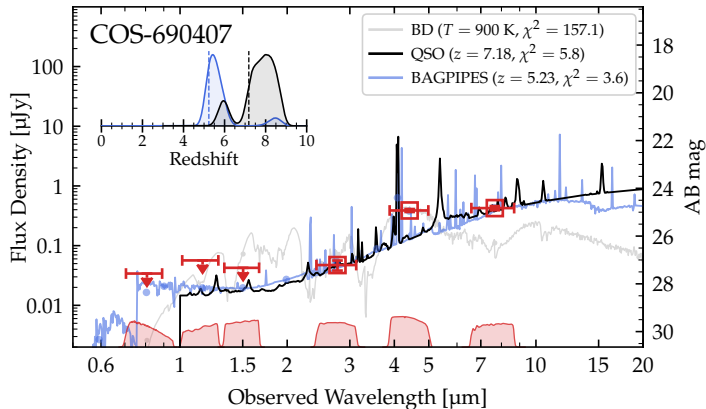 COS-690407
BD (T = 900 K, χ² = 157.1)
QSO (z = 7.18, χ² = 5.8)
BAGPIPES (z = 5.23, χ² = 3.6)
100
10
1
0.1
0.01
Flux Density [µJy]
0 2 4 6 8 10
Redshift
18
20
22
24
26
28
30
AB mag
0.6 1 1.5 2 3 4 5 7 10 15 20
Observed Wavelength [µm]